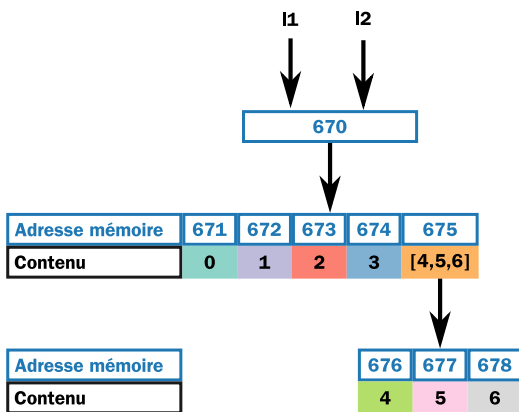 l1 l2
670
Adresse mémoire 671 672 673 674 675
Contenu 0 1 2 3 [4,5,6]
Adresse mémoire 676 677 678
Contenu 4 5 6